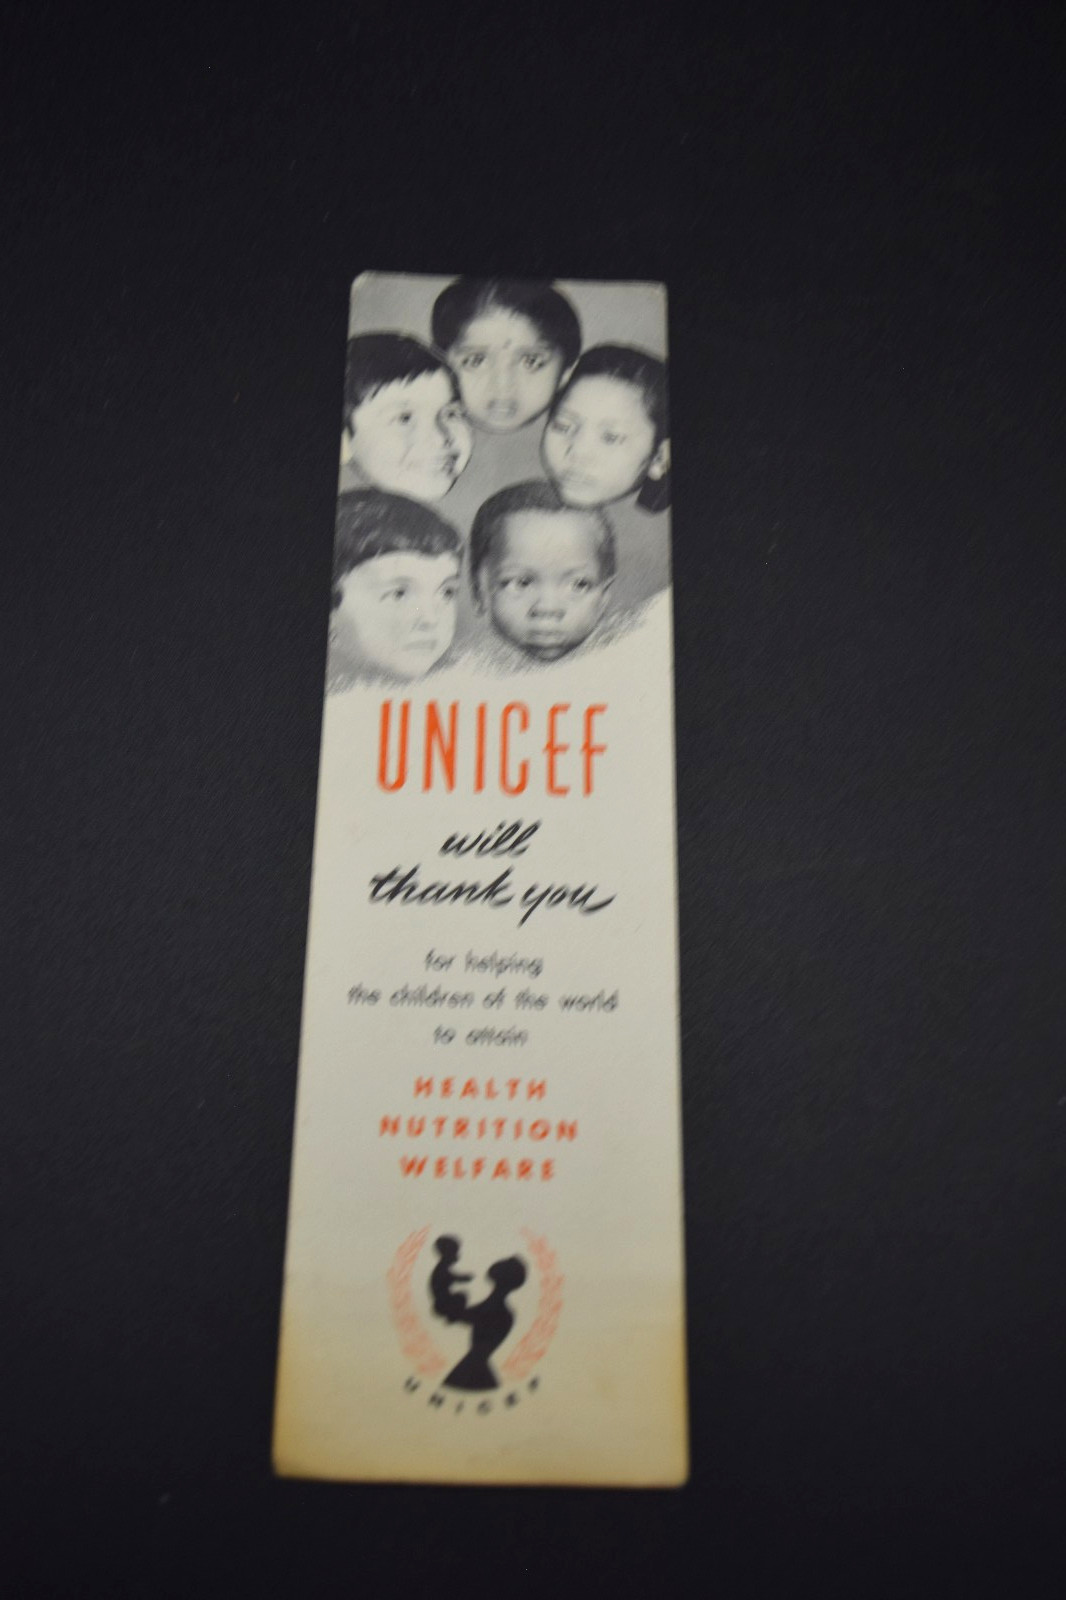 UNICEF
will
thank you
for helping
the children of the world
to attain
HEALTH
NUTRITION
WELFARE
UNICEF